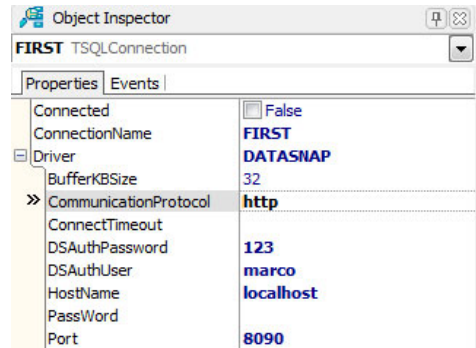 Object Inspector
FIRST TSQLConnection
Properties Events
Connected False
ConnectionName FIRST
Driver DATASNAP
BufferKBSize 32
» CommunicationProtocol http
ConnectTimeout
DSAuthPassword 123
DSAuthUser marco
HostName localhost
PassWord
Port 8090